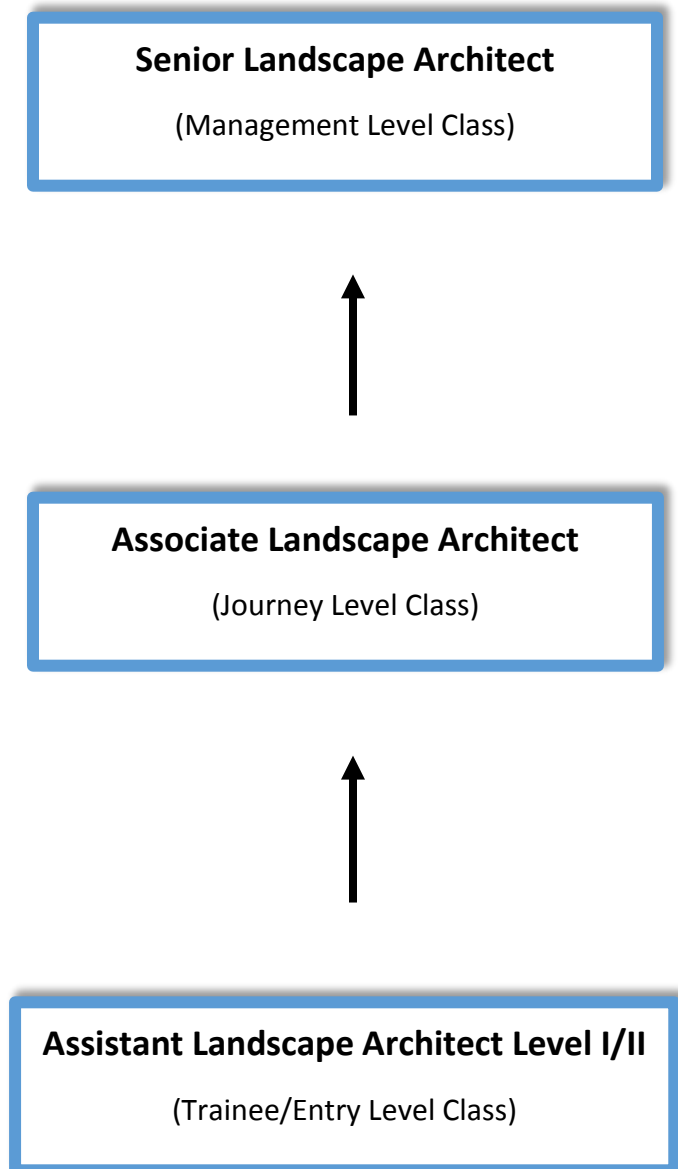 Senior Landscape Architect
(Management Level Class)
Associate Landscape Architect
(Journey Level Class)
Assistant Landscape Architect Level I/II
(Trainee/Entry Level Class)